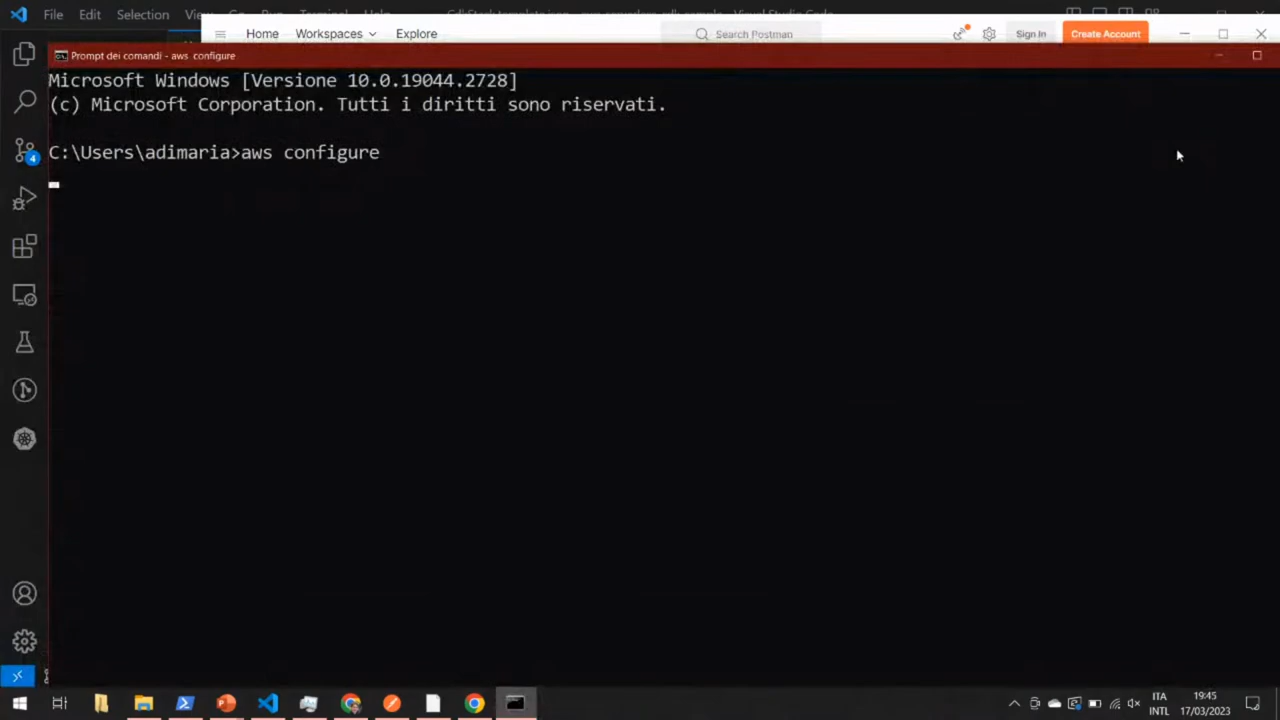 File Edit Selection View Go Run Terminal Help
Home Workspaces Explore Search Postman Sign In Create Account
Prompt dei comandi - aws configure
Microsoft Windows [Versione 10.0.19044.2728]
(c) Microsoft Corporation. Tutti i diritti sono riservati.
C:\Users\adimaria>aws configure
4
ITA 19:45
INTL 17/03/2023